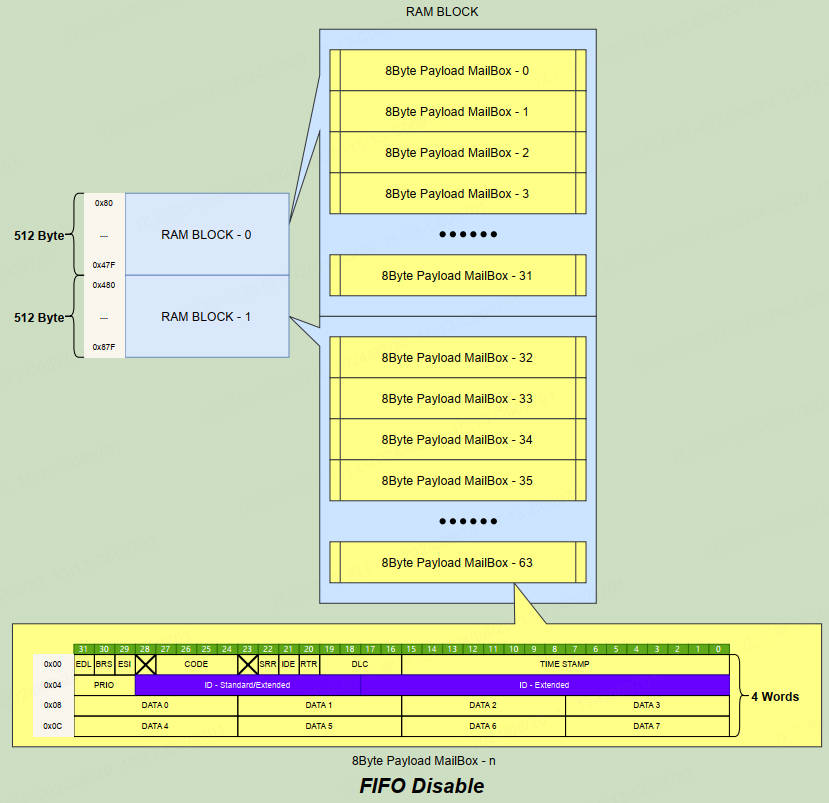 RAM BLOCK
8Byte Payload MailBox - 0
8Byte Payload MailBox - 1
8Byte Payload MailBox - 2
8Byte Payload MailBox - 3
8Byte Payload MailBox - 31
512 Byte
0x80
0x47F
RAM BLOCK - 0
512 Byte
0x480
0x87F
RAM BLOCK - 1
8Byte Payload MailBox - 32
8Byte Payload MailBox - 33
8Byte Payload MailBox - 34
8Byte Payload MailBox - 35
8Byte Payload MailBox - 63
31 30 29 28 27 26 25 24 23 22 21 20 19 18 17 16 15 14 13 12 11 10 9 8 7 6 5 4 3 2 1 0
0x00 EDL BRS ESI CODE SRR IDE RTR DLC TIME STAMP
0x04 PRIO ID - Standard/Extended ID - Extended
0x08 DATA 0 DATA 1 DATA 2 DATA 3
0x0C DATA 4 DATA 5 DATA 6 DATA 7
4 Words
8Byte Payload MailBox - n
FIFO Disable